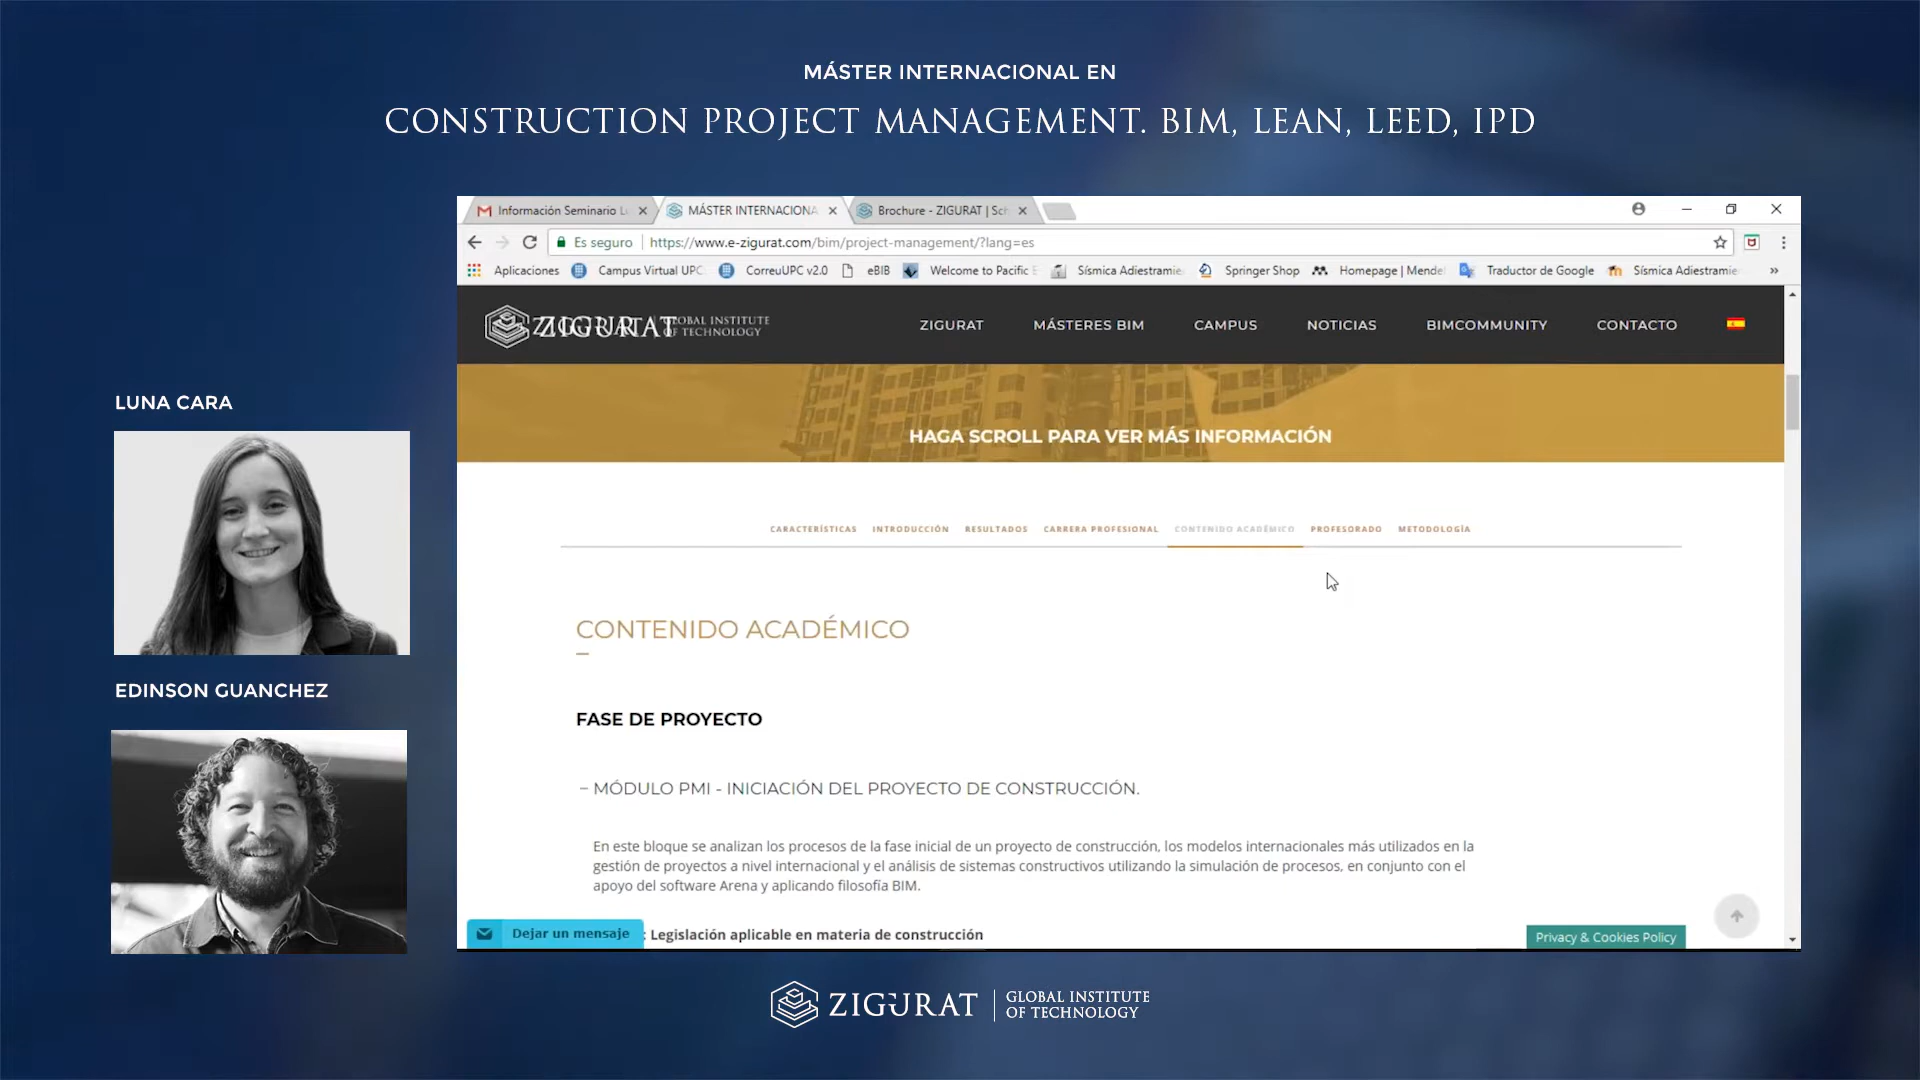 MÁSTER INTERNACIONAL EN
CONSTRUCTION PROJECT MANAGEMENT. BIM, LEAN, LEED, IPD
LUNA CARA
EDINSON GUANCHEZ
Información Seminario
MÁSTER INTERNACIONA
Brochure - ZIGURAT | Sch
Es seguro
https://www.e-zigurat.com/bim/project-management/?lang=es
Aplicaciones
Campus Virtual UPC
CorreuUPC v2.0
eBIB
Welcome to Pacific
Sísmica Adiestramie
Springer Shop
Homepage | Mendel
Traductor de Google
Sísmica Adiestramie
»
ZIGURAT
GLOBAL INSTITUTE
OF TECHNOLOGY
ZIGURAT
MÁSTERES BIM
CAMPUS
NOTICIAS
BIMCOMMUNITY
CONTACTO
HAGA SCROLL PARA VER MÁS INFORMACIÓN
CARACTERÍSTICAS
INTRODUCCIÓN
RESULTADOS
CARRERA PROFESIONAL
CONTENIDO ACADÉMICO
PROFESORADO
METODOLOGÍA
CONTENIDO ACADÉMICO
FASE DE PROYECTO
– MÓDULO PMI - INICIACIÓN DEL PROYECTO DE CONSTRUCCIÓN.
En este bloque se analizan los procesos de la fase inicial de un proyecto de construcción, los modelos internacionales más utilizados en la
gestión de proyectos a nivel internacional y el análisis de sistemas constructivos utilizando la simulación de procesos, en conjunto con el
apoyo del software Arena y aplicando filosofía BIM.
Dejar un mensaje
: Legislación aplicable en materia de construcción
Privacy & Cookies Policy
ZIGURAT
GLOBAL INSTITUTE
OF TECHNOLOGY